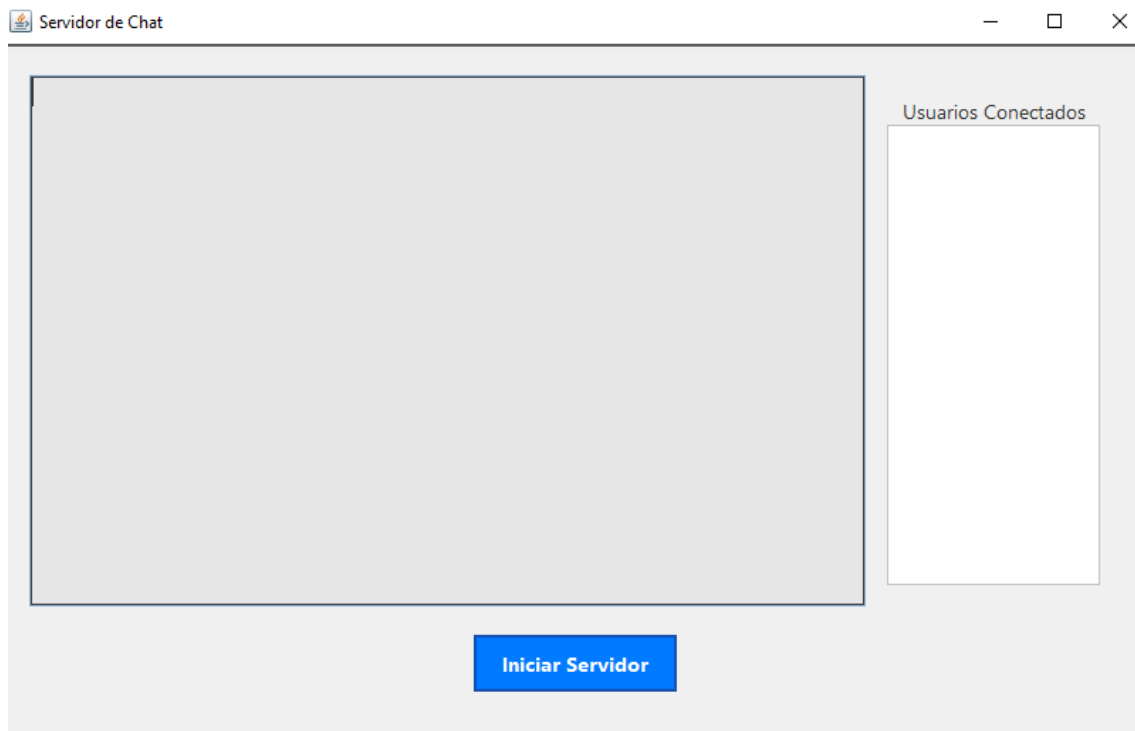 Servidor de Chat
Usuarios Conectados
Iniciar Servidor